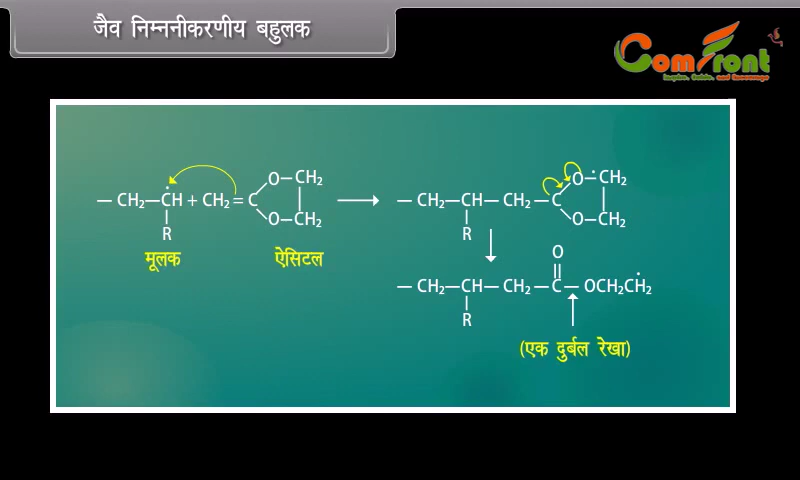 जैव निम्ननीकरणीय बहुलक
ComFront
O–CH₂
— CH₂—ĊH + CH₂ = C
O–CH₂
R
मूलक ऐसिटल
O · CH₂
— CH₂—CH — CH₂ — C
O–CH₂
R
O
— CH₂—CH — CH₂ — C — OCH₂ĊH₂
R
(एक दुर्बल रेखा)